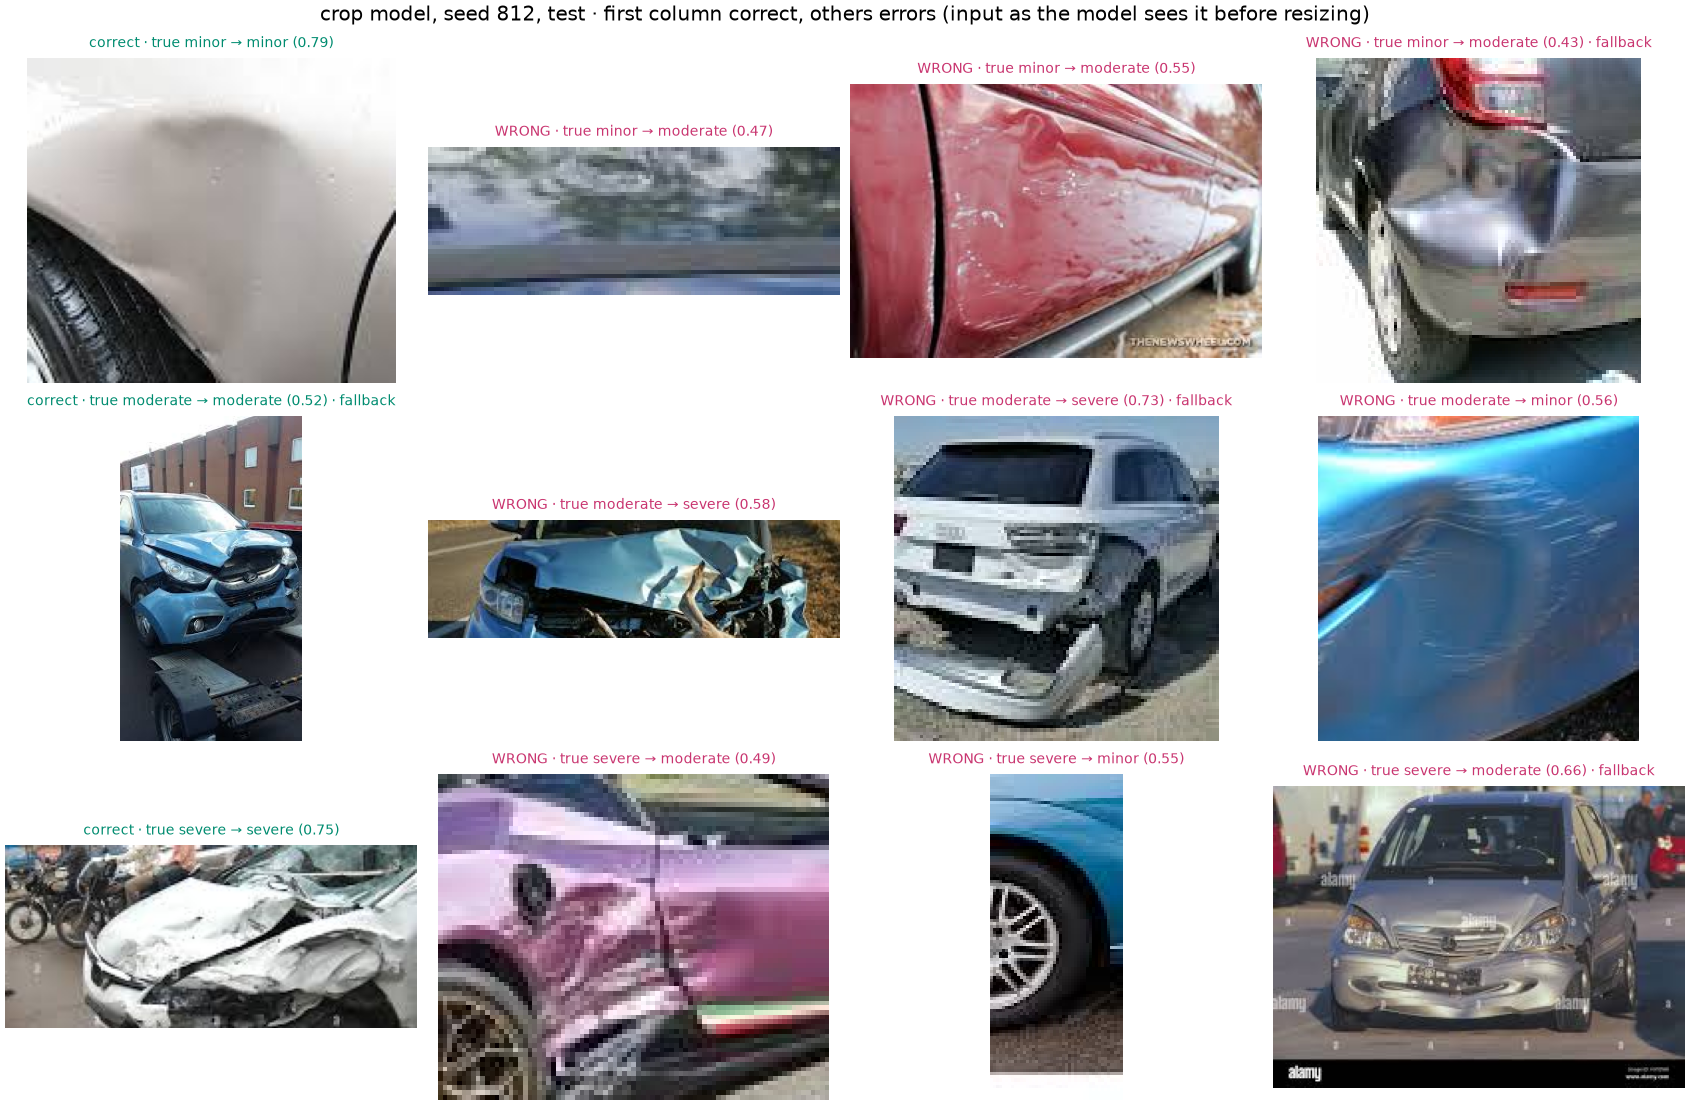 crop model, seed 812, test · first column correct, others errors (input as the model sees it before resizing)
correct · true minor → minor (0.79)
WRONG · true minor → moderate (0.47)
WRONG · true minor → moderate (0.55)
WRONG · true minor → moderate (0.43) · fallback
THENEWSWHEEL.COM
correct · true moderate → moderate (0.52) · fallback
WRONG · true moderate → severe (0.58)
WRONG · true moderate → severe (0.73) · fallback
WRONG · true moderate → minor (0.56)
correct · true severe → severe (0.75)
WRONG · true severe → moderate (0.49)
WRONG · true severe → minor (0.55)
WRONG · true severe → moderate (0.66) · fallback
alamy
alamy
alamy
alamy
alamy
alamy
www.alamy.com